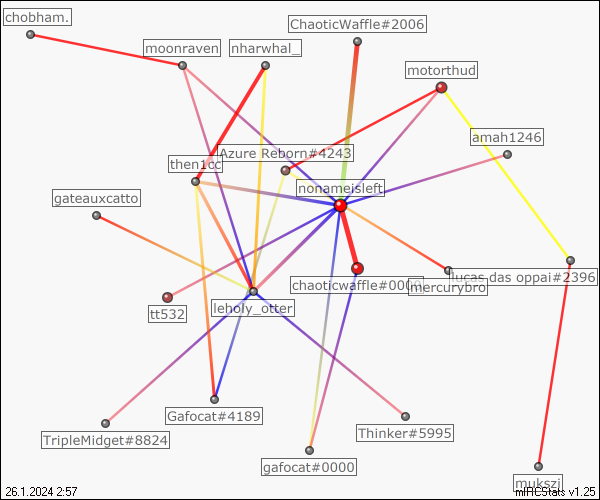 chobham.
ChaoticWaffle#2006
moonraven
nharwhal_
motorthud
amah1246
Azure Reborn#4243
then1cc
nonameisleft
gateauxcatto
lucas das oppai#2396
chaoticwaffle#0000
mercurybro
tt532
leholy_otter
Gafocat#4189
Thinker#5995
TripleMidget#8824
gafocat#0000
mukszi
26.1.2024 2:57
mIRCStats v1.25